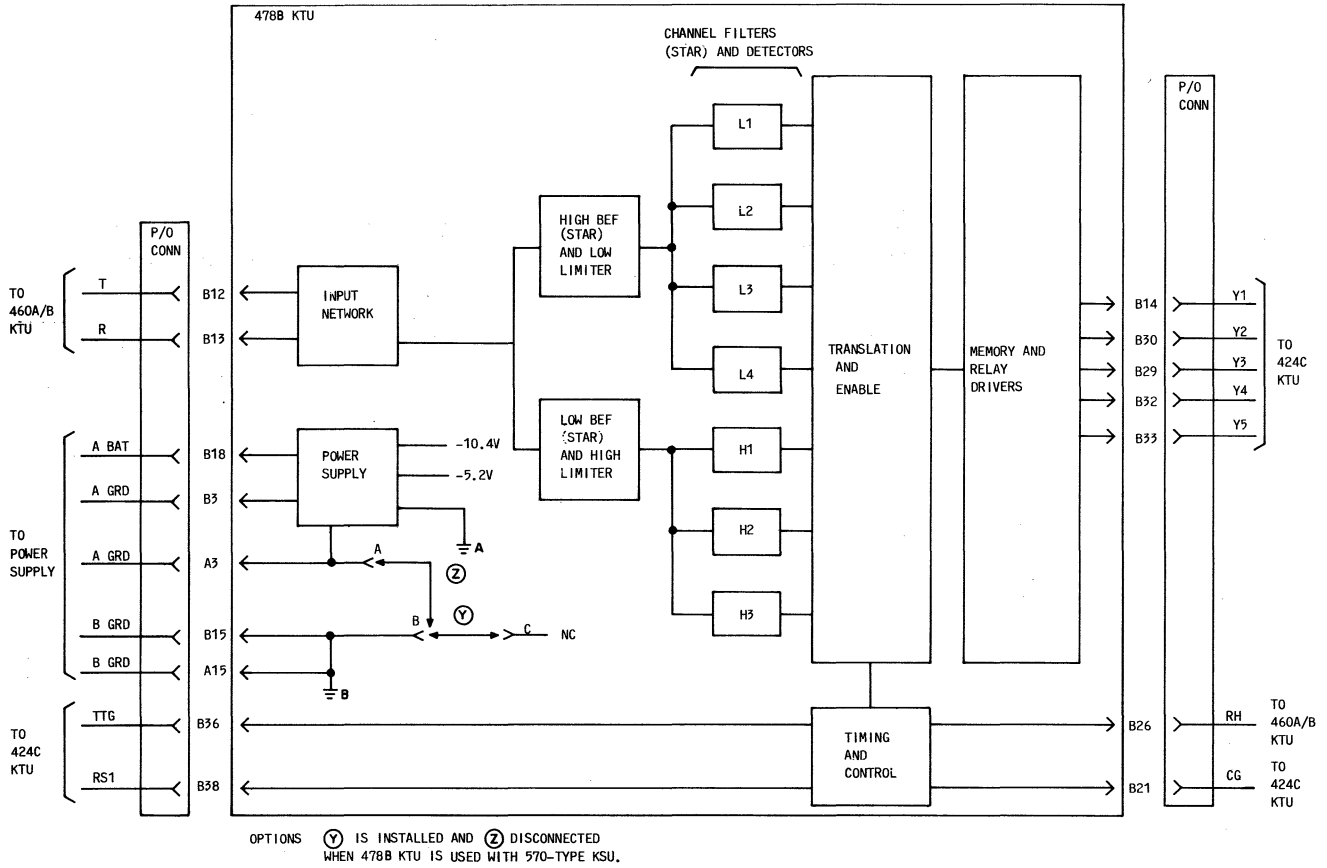 478B KTU
CHANNEL FILTERS
(STAR) AND DETECTORS
P/O
CONN
L1
L2
L3
L4
H1
H2
H3
HIGH BEF
(STAR)
AND LOW
LIMITER
LOW BEF
(STAR)
AND HIGH
LIMITER
TRANSLATION
AND
ENABLE
MEMORY AND
RELAY
DRIVERS
P/O
CONN
TO
460A/B
KTU
T
R
B12
B13
INPUT
NETWORK
TO
POWER
SUPPLY
A BAT
A GRD
A GRD
B GRD
B GRD
B18
B3
A3
B15
A15
POWER
SUPPLY
-10.4V
-5.2V
A
A
Z
B
Y
C
NC
B
TO
424C
KTU
TTG
RS1
B36
B38
TIMING
AND
CONTROL
B14
B30
B29
B32
B33
Y1
Y2
Y3
Y4
Y5
TO
424C
KTU
B26
RH
TO
460A/B
KTU
B21
CG
TO
424C
KTU
OPTIONS Y IS INSTALLED AND Z DISCONNECTED
WHEN 478B KTU IS USED WITH 570-TYPE KSU.